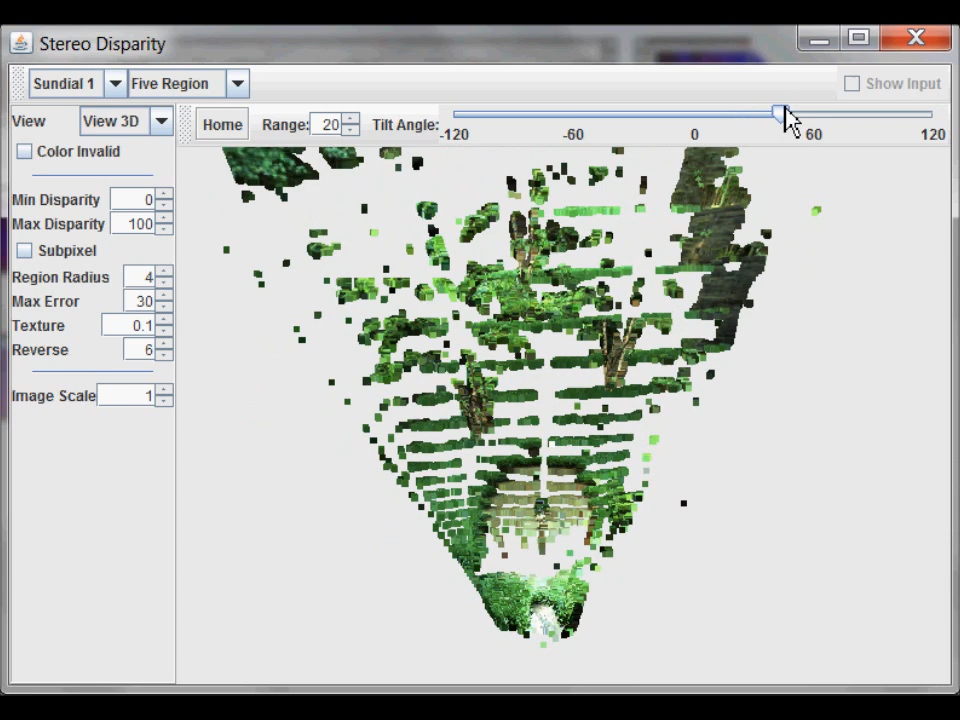 Stereo Disparity
Sundial 1 Five Region Show Input
View View 3D Home Range: 20 Tilt Angle: -120 -60 0 60 120
Color Invalid
Min Disparity 0
Max Disparity 100
Subpixel
Region Radius 4
Max Error 30
Texture 0.1
Reverse 6
Image Scale 1